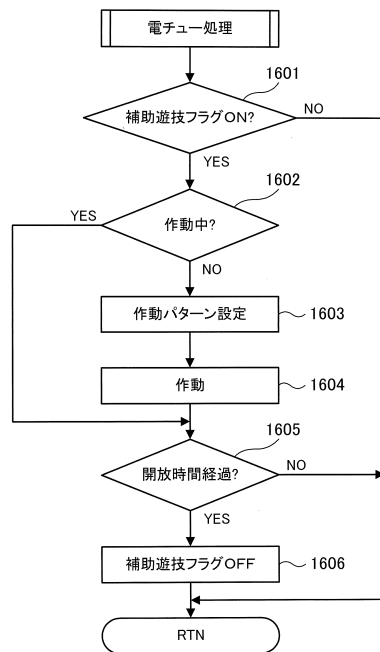 電チュー処理
1601
補助遊技フラグON?
NO
YES
1602
YES
作動中?
NO
作動パターン設定
1603
作動
1604
1605
開放時間経過?
NO
YES
補助遊技フラグOFF
1606
RTN